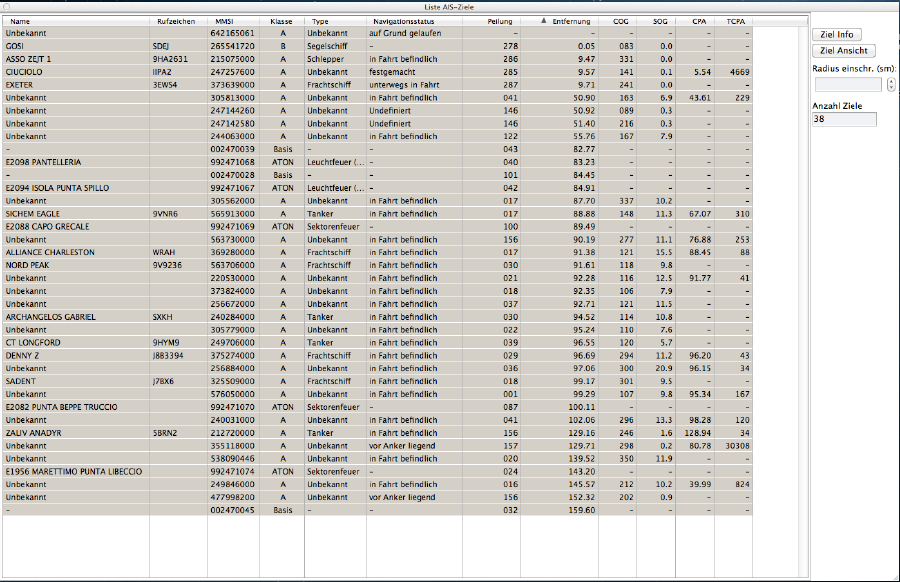 Liste AIS-Ziele
Name Rufzeichen MMSI Klasse Type Navigationsstatus Peilung Entfernung COG SOG CPA TCPA
Unbekannt 642165061 A Unbekannt auf Grund gelaufen – – – – – –
GOSI SDEJ 265541720 B Segelschiff – 278 0.05 083 0.0 – –
ASSO ZEJT 1 9HA2631 215075000 A Schlepper in Fahrt befindlich 286 9.47 331 0.0 – –
CIUCIOLO IIPA2 247257600 A Unbekannt festgemacht 285 9.57 141 0.1 5.54 4669
EXETER 3EWS4 373639000 A Frachtschiff unterwegs in Fahrt 287 9.71 241 0.0 – –
Unbekannt 305813000 A Unbekannt in Fahrt befindlich 041 50.90 163 6.9 43.61 229
Unbekannt 247144260 A Unbekannt Undefiniert 146 50.92 089 0.3 – –
Unbekannt 247142580 A Unbekannt Undefiniert 146 51.40 216 0.3 – –
Unbekannt 244063000 A Unbekannt in Fahrt befindlich 122 55.76 167 7.9 – –
– 002470039 Basis – – 043 82.77 – – – –
E2098 PANTELLERIA 992471068 ATON Leuchtfeuer (... – 040 83.23 – – – –
– 002470028 Basis – – 101 84.45 – – – –
E2094 ISOLA PUNTA SPILLO 992471067 ATON Leuchtfeuer (... – 042 84.91 – – – –
Unbekannt 305562000 A Unbekannt in Fahrt befindlich 017 87.70 337 10.2 – –
SICHEM EAGLE 9VNR6 565913000 A Tanker in Fahrt befindlich 017 88.88 148 11.3 67.07 310
E2088 CAPO GRECALE 992471069 ATON Sektorenfeuer – 100 89.49 – – – –
Unbekannt 563730000 A Unbekannt in Fahrt befindlich 156 90.19 277 11.1 76.88 253
ALLIANCE CHARLESTON WRAH 369280000 A Frachtschiff in Fahrt befindlich 017 91.38 121 15.5 88.45 88
NORD PEAK 9V9236 563706000 A Frachtschiff in Fahrt befindlich 030 91.61 118 9.8 – –
Unbekannt 220530000 A Unbekannt in Fahrt befindlich 021 92.28 116 12.5 91.77 41
Unbekannt 373824000 A Unbekannt in Fahrt befindlich 018 92.35 106 7.9 – –
Unbekannt 256672000 A Unbekannt in Fahrt befindlich 037 92.71 121 11.5 – –
ARCHANGELOS GABRIEL SXKH 240284000 A Tanker in Fahrt befindlich 030 94.52 114 10.8 – –
Unbekannt 305779000 A Unbekannt in Fahrt befindlich 022 95.24 110 7.6 – –
CT LONGFORD 9HYM9 249706000 A Tanker in Fahrt befindlich 039 96.55 120 5.7 – –
DENNY Z J8B3394 375274000 A Frachtschiff in Fahrt befindlich 029 96.69 294 11.2 96.20 43
Unbekannt 256884000 A Unbekannt in Fahrt befindlich 036 97.06 300 20.9 96.15 34
SADENT J7BX6 325509000 A Frachtschiff in Fahrt befindlich 018 99.17 301 9.5 – –
Unbekannt 576050000 A Unbekannt in Fahrt befindlich 001 99.29 107 9.8 95.34 167
E2082 PUNTA BEPPE TRUCCIO 992471070 ATON Sektorenfeuer – 087 100.11 – – – –
Unbekannt 240031000 A Unbekannt in Fahrt befindlich 041 102.06 296 13.3 98.28 120
ZALIV ANADYR 5BRN2 212720000 A Tanker in Fahrt befindlich 156 129.16 246 1.6 128.94 34
Unbekannt 355118000 A Unbekannt vor Anker liegend 157 129.71 298 0.2 80.78 30308
Unbekannt 538090446 A Unbekannt in Fahrt befindlich 020 139.52 350 11.9 – –
E1956 MARETTIMO PUNTA LIBECCIO 992471074 ATON Sektorenfeuer – 024 143.20 – – – –
Unbekannt 249846000 A Unbekannt in Fahrt befindlich 016 145.57 212 10.2 39.99 824
Unbekannt 477998200 A Unbekannt vor Anker liegend 156 152.32 202 0.9 – –
– 002470045 Basis – – 032 159.60 – – – –
Ziel Info
Ziel Ansicht
Radius einschr. (sm):
Anzahl Ziele
38